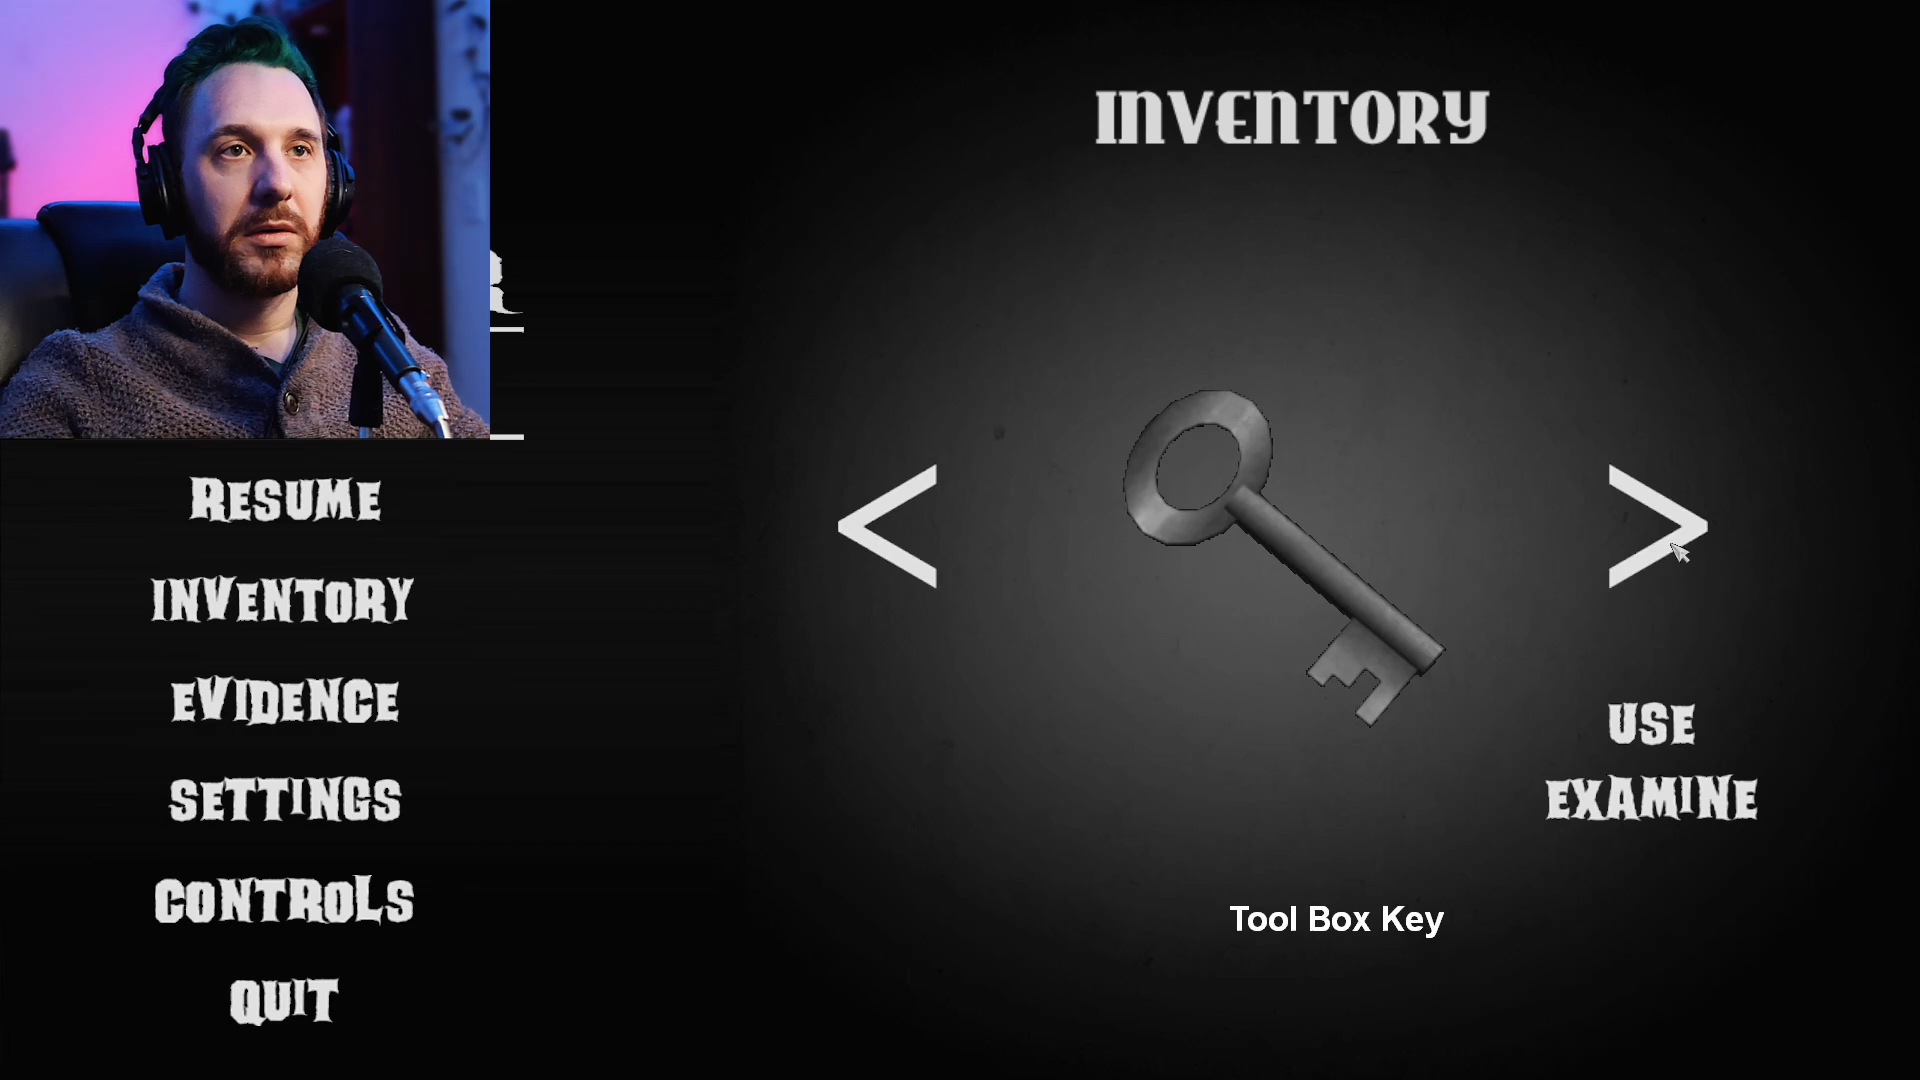 INVENTORY
RESUME
INVENTORY
EVIDENCE
SETTINGS
CONTROLS
QUIT
<
>
USE
EXAMINE
Tool Box Key